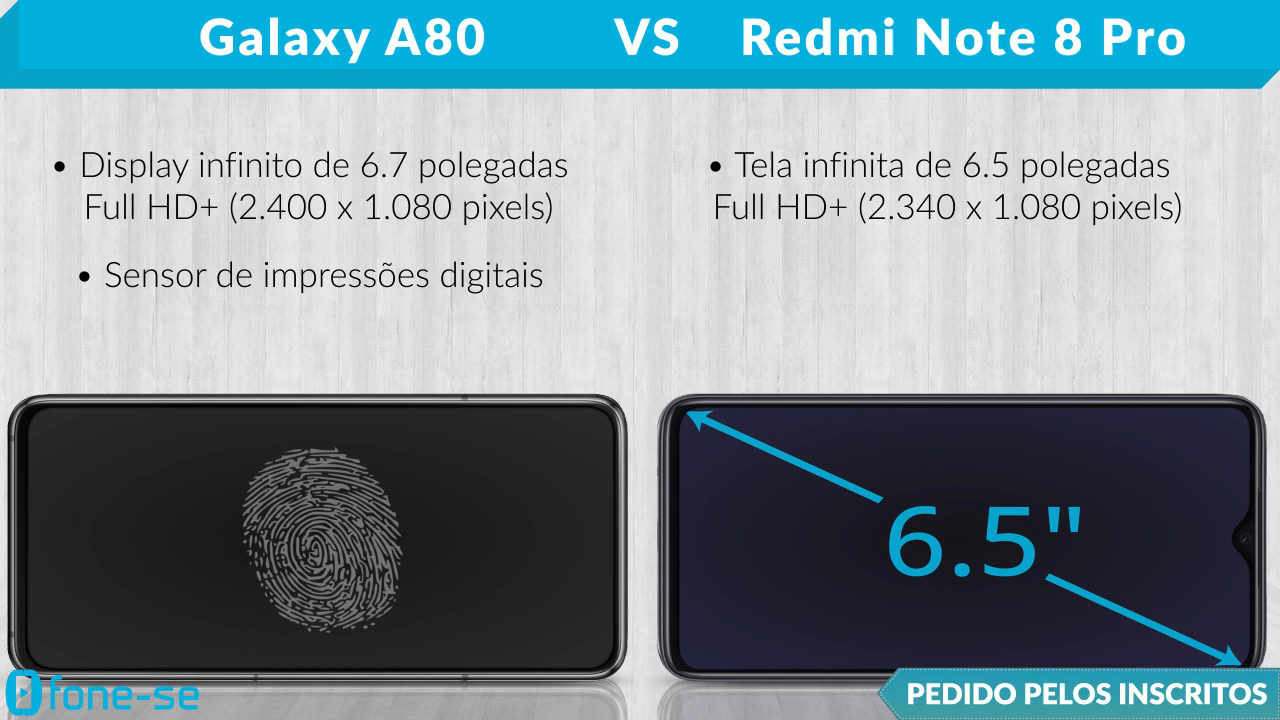 Galaxy A80 VS Redmi Note 8 Pro
• Display infinito de 6.7 polegadas
Full HD+ (2.400 x 1.080 pixels)
• Sensor de impressões digitais
• Tela infinita de 6.5 polegadas
Full HD+ (2.340 x 1.080 pixels)
6.5"
fone-se
PEDIDO PELOS INSCRITOS